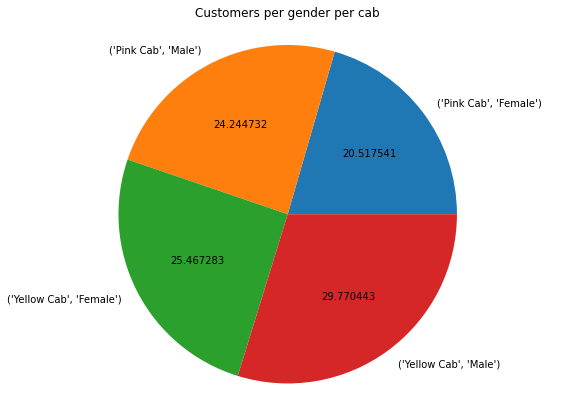 Customers per gender per cab
('Pink Cab', 'Male')
('Pink Cab', 'Female')
24.244732
20.517541
25.467283
29.770443
('Yellow Cab', 'Female')
('Yellow Cab', 'Male')